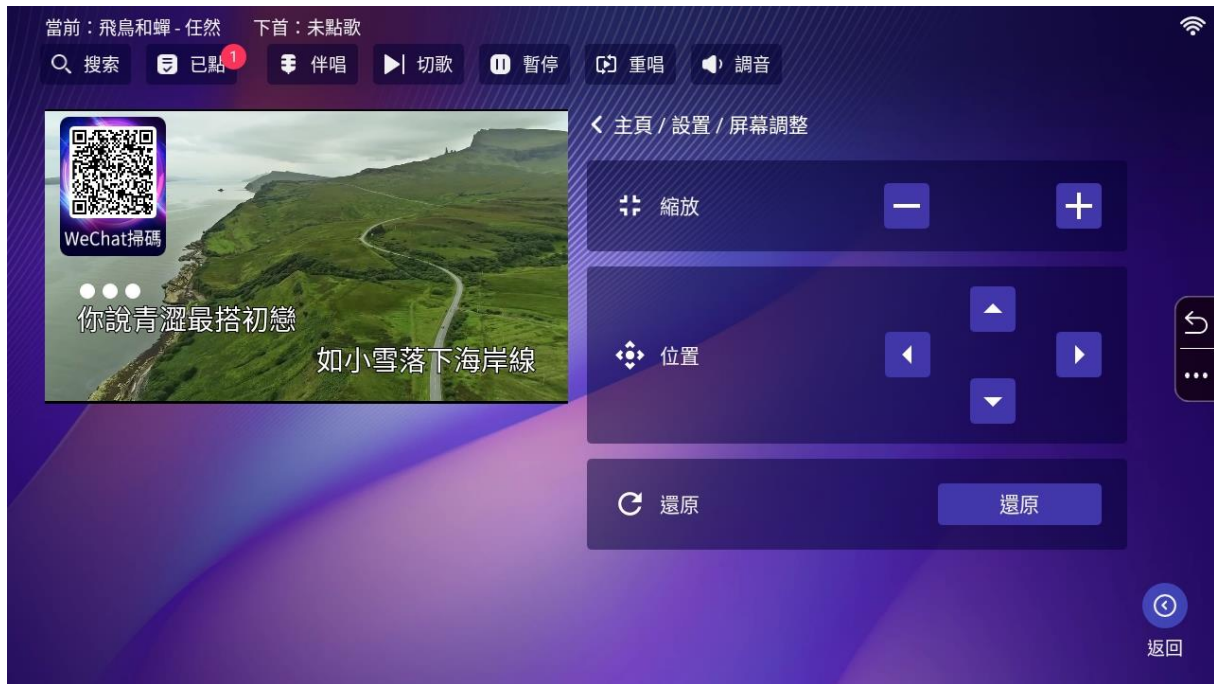 當前：飛鳥和蟬 - 任然 下首：未點歌
搜索 已點 1 伴唱 切歌 暫停 重唱 調音
主頁 / 設置 / 屏幕調整
WeChat掃碼
你說青澀最搭初戀
如小雪落下海岸線
縮放
位置
還原 還原
返回